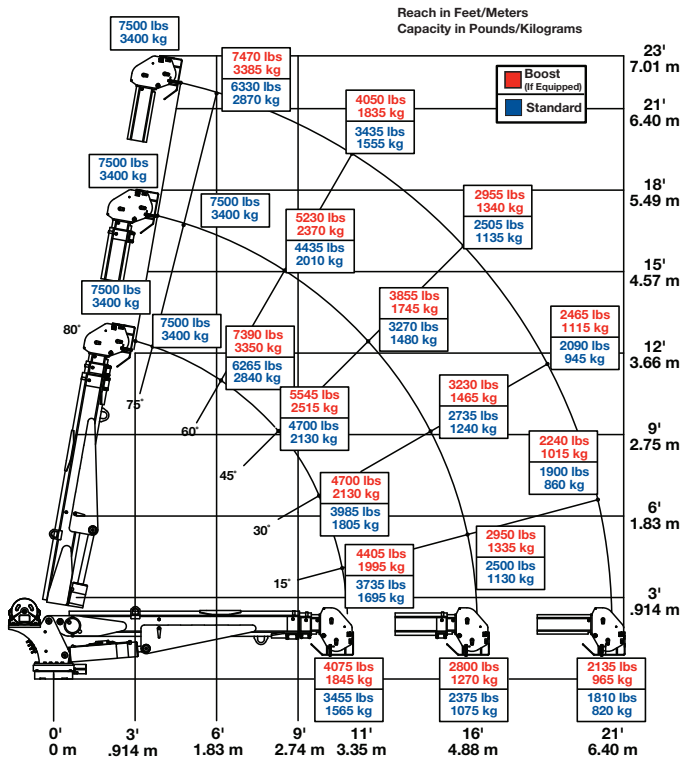 Reach in Feet/Meters
Capacity in Pounds/Kilograms
7500 lbs
3400 kg
23'
7.01 m
7470 lbs
3385 kg
6330 lbs
2870 kg
Boost
(If Equipped)
Standard
4050 lbs
1835 kg
3435 lbs
1555 kg
21'
6.40 m
7500 lbs
3400 kg
18'
5.49 m
7500 lbs
3400 kg
2955 lbs
1340 kg
2505 lbs
1135 kg
5230 lbs
2370 kg
4435 lbs
2010 kg
15'
4.57 m
7500 lbs
3400 kg
3855 lbs
1745 kg
3270 lbs
1480 kg
2465 lbs
1115 kg
2090 lbs
945 kg
80°
7500 lbs
3400 kg
7390 lbs
3350 kg
6265 lbs
2840 kg
12'
3.66 m
75°
60°
5545 lbs
2515 kg
4700 lbs
2130 kg
3230 lbs
1465 kg
2735 lbs
1240 kg
9'
2.75 m
45°
2240 lbs
1015 kg
1900 lbs
860 kg
4700 lbs
2130 kg
3985 lbs
1805 kg
6'
1.83 m
30°
2950 lbs
1335 kg
2500 lbs
1130 kg
4405 lbs
1995 kg
3735 lbs
1695 kg
15°
3'
.914 m
4075 lbs
1845 kg
3455 lbs
1565 kg
2800 lbs
1270 kg
2375 lbs
1075 kg
2135 lbs
965 kg
1810 lbs
820 kg
0'
0 m
3'
.914 m
6'
1.83 m
9'
2.74 m
11'
3.35 m
16'
4.88 m
21'
6.40 m